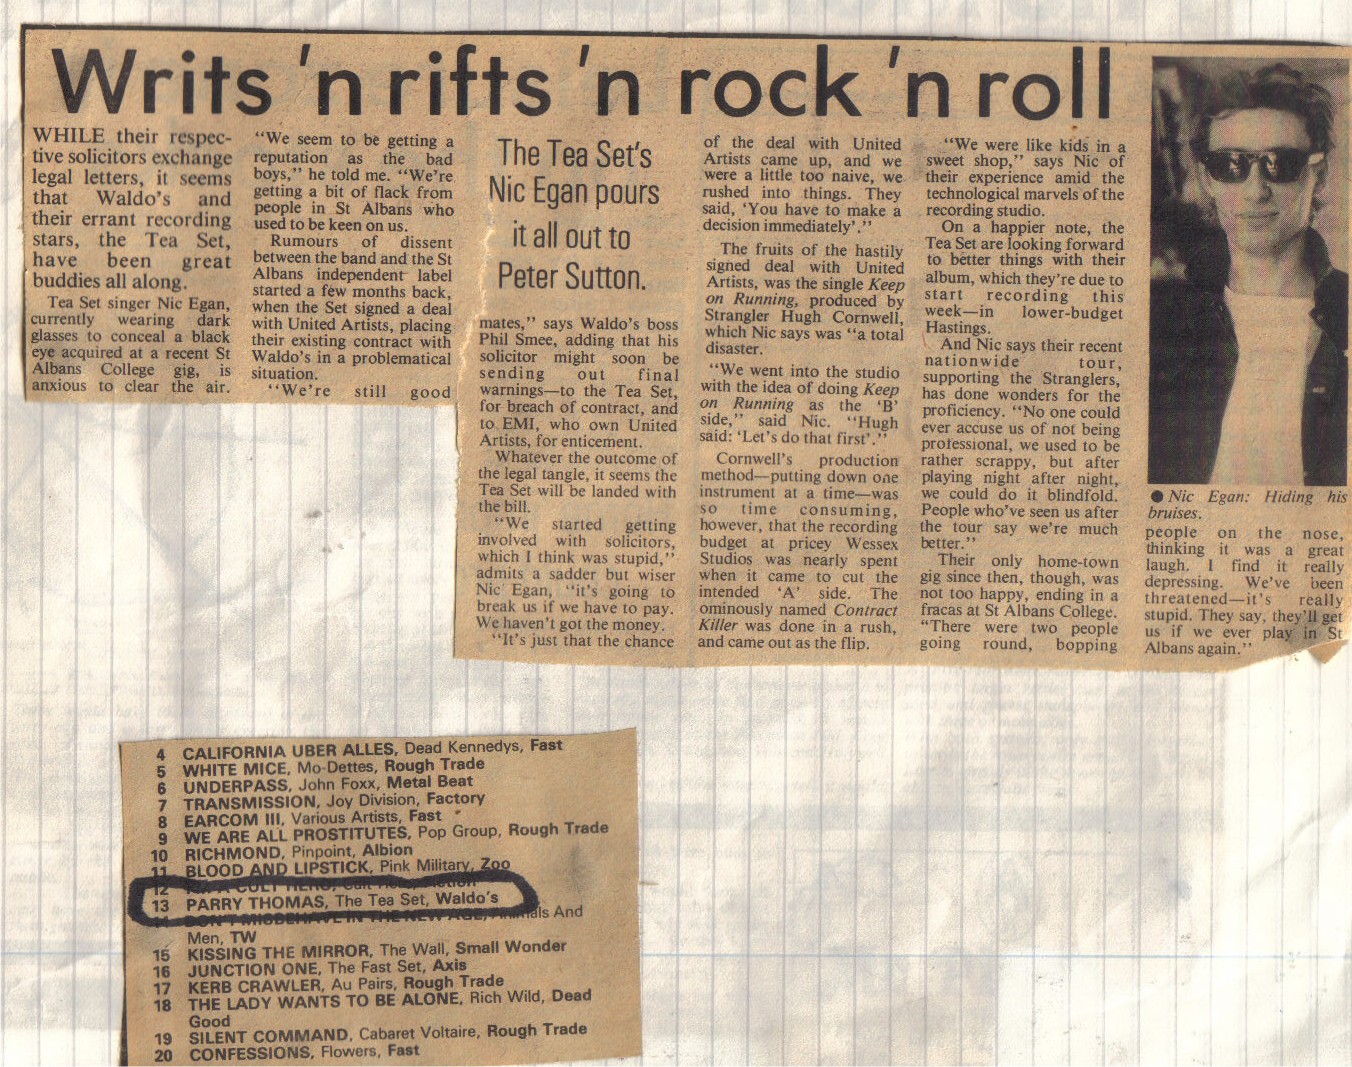 Writs 'n rifts 'n rock 'n roll
WHILE their respec-
tive solicitors exchange
legal letters, it seems
that Waldo's and
their errant recording
stars, the Tea Set,
have been great
buddies all along.
Tea Set singer Nic Egan,
currently wearing dark
glasses to conceal a black
eye acquired at a recent St
Albans College gig, is
anxious to clear the air.
“We seem to be getting a
reputation as the bad
boys,” he told me. “We're
getting a bit of flack from
people in St Albans who
used to be keen on us.
Rumours of dissent
between the band and the St
Albans independent label
started a few months back,
when the Set signed a deal
with United Artists, placing
their existing contract with
Waldo's in a problematical
situation.
“We're still good
The Tea Set's
Nic Egan pours
it all out to
Peter Sutton.
mates,” says Waldo's boss
Phil Smee, adding that his
solicitor might soon be
sending out final
warnings—to the Tea Set,
for breach of contract, and
to EMI, who own United
Artists, for enticement.
Whatever the outcome of
the legal tangle, it seems the
Tea Set will be landed with
the bill.
“We started getting
involved with solicitors,
which I think was stupid,”
admits a sadder but wiser
Nic Egan, “it's going to
break us if we have to pay.
We haven't got the money.
“It's just that the chance
of the deal with United
Artists came up, and we
were a little too naive, we
rushed into things. They
said, ‘You have to make a
decision immediately’.”
The fruits of the hastily
signed deal with United
Artists, was the single Keep
on Running, produced by
Strangler Hugh Cornwell,
which Nic says was “a total
disaster.
“We went into the studio
with the idea of doing Keep
on Running as the ‘B’
side,” said Nic. “Hugh
said: ‘Let's do that first’.”
Cornwell's production
method—putting down one
instrument at a time—was
so time consuming,
however, that the recording
budget at pricey Wessex
Studios was nearly spent
when it came to cut the
intended ‘A’ side. The
ominously named Contract
Killer was done in a rush,
and came out as the flip.
“We were like kids in a
sweet shop,” says Nic of
their experience amid the
technological marvels of the
recording studio.
On a happier note, the
Tea Set are looking forward
to better things with their
album, which they're due to
start recording this
week—in lower-budget
Hastings.
And Nic says their recent
nationwide tour,
supporting the Stranglers,
has done wonders for the
proficiency. “No one could
ever accuse us of not being
professional, we used to be
rather scrappy, but after
playing night after night,
we could do it blindfold.
People who've seen us after
the tour say we're much
better.”
Their only home-town
gig since then, though, was
not too happy, ending in a
fracas at St Albans College.
“There were two people
going round, bopping
● Nic Egan: Hiding his
bruises.
people on the nose,
thinking it was a great
laugh. I find it really
depressing. We've been
threatened—it's really
stupid. They say, they'll get
us if we ever play in St
Albans again.”
4 CALIFORNIA UBER ALLES, Dead Kennedys, Fast
5 WHITE MICE, Mo-Dettes, Rough Trade
6 UNDERPASS, John Foxx, Metal Beat
7 TRANSMISSION, Joy Division, Factory
8 EARCOM III, Various Artists, Fast
9 WE ARE ALL PROSTITUTES, Pop Group, Rough Trade
10 RICHMOND, Pinpoint, Albion
11 BLOOD AND LIPSTICK, Pink Military, Zoo
12 CULT HERO, Cult
13 PARRY THOMAS, The Tea Set, Waldo's
14 DON'T MISBEHAVE IN THE NEW AGE, Animals And
Men, TW
15 KISSING THE MIRROR, The Wall, Small Wonder
16 JUNCTION ONE, The Fast Set, Axis
17 KERB CRAWLER, Au Pairs, Rough Trade
18 THE LADY WANTS TO BE ALONE, Rich Wild, Dead
Good
19 SILENT COMMAND, Cabaret Voltaire, Rough Trade
20 CONFESSIONS, Flowers, Fast